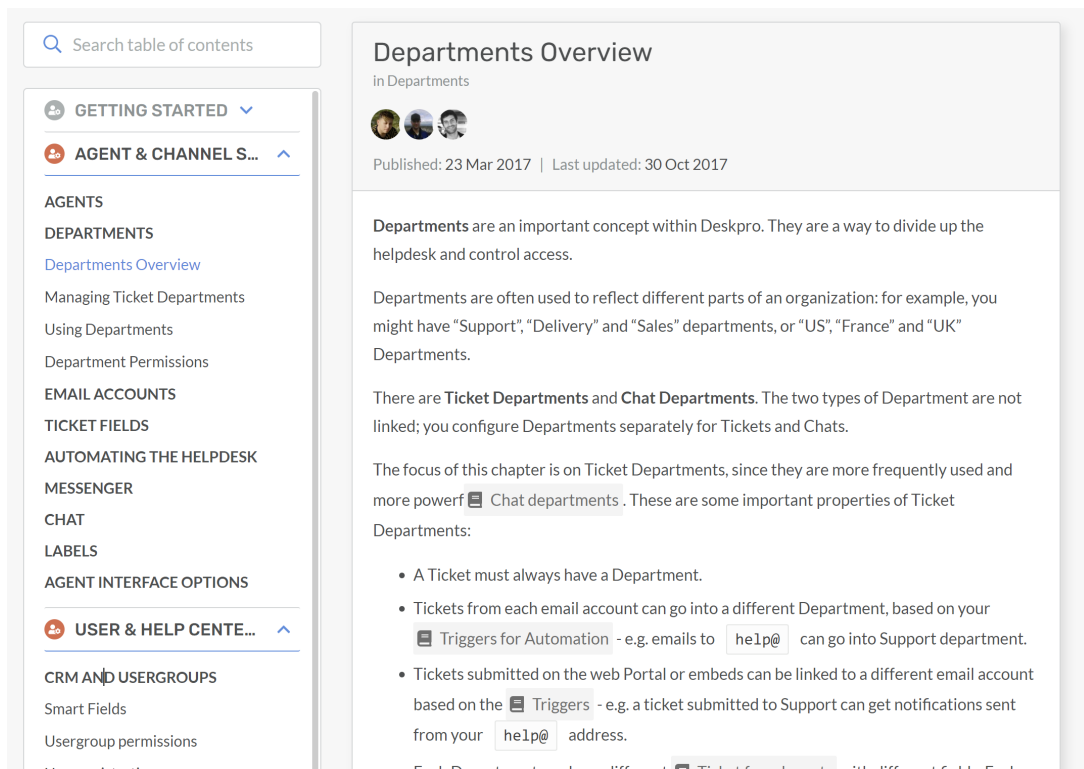 Search table of contents
GETTING STARTED
AGENT & CHANNEL S...
AGENTS
DEPARTMENTS
Departments Overview
Managing Ticket Departments
Using Departments
Department Permissions
EMAIL ACCOUNTS
TICKET FIELDS
AUTOMATING THE HELPDESK
MESSENGER
CHAT
LABELS
AGENT INTERFACE OPTIONS
USER & HELP CENTE...
CRM AND USERGROUPS
Smart Fields
Usergroup permissions
Departments Overview
in Departments
Published: 23 Mar 2017 | Last updated: 30 Oct 2017
Departments are an important concept within Deskpro. They are a way to divide up the
helpdesk and control access.
Departments are often used to reflect different parts of an organization: for example, you
might have “Support”, “Delivery” and “Sales” departments, or “US”, “France” and “UK”
Departments.
There are Ticket Departments and Chat Departments. The two types of Department are not
linked; you configure Departments separately for Tickets and Chats.
The focus of this chapter is on Ticket Departments, since they are more frequently used and
more powerf Chat departments . These are some important properties of Ticket
Departments:
• A Ticket must always have a Department.
• Tickets from each email account can go into a different Department, based on your
Triggers for Automation - e.g. emails to help@ can go into Support department.
• Tickets submitted on the web Portal or embeds can be linked to a different email account
based on the Triggers - e.g. a ticket submitted to Support can get notifications sent
from your help@ address.